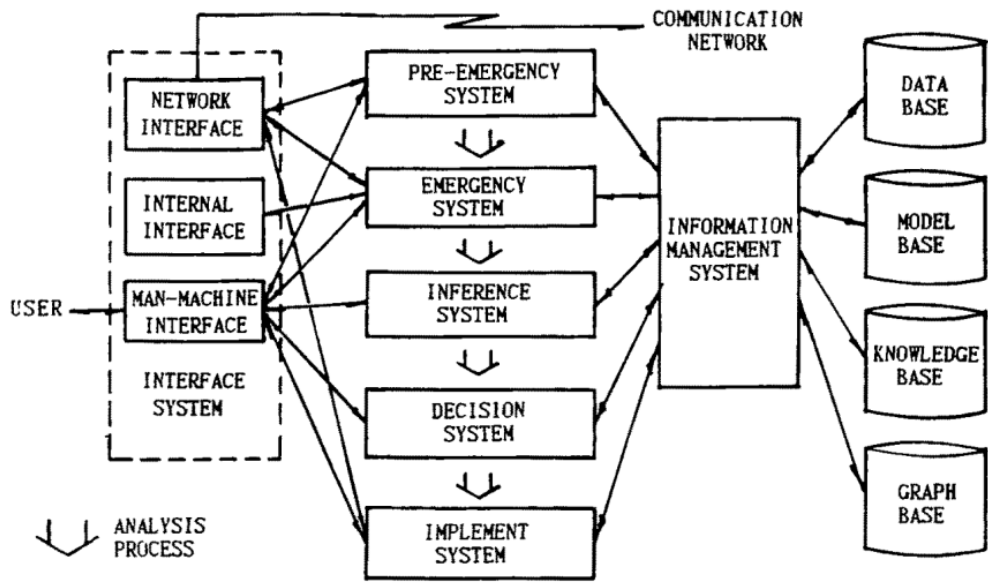 COMMUNICATION
NETWORK
NETWORK
INTERFACE
INTERNAL
INTERFACE
USER
MAN-MACHINE
INTERFACE
INTERFACE
SYSTEM
PRE-EMERGENCY
SYSTEM
EMERGENCY
SYSTEM
INFERENCE
SYSTEM
DECISION
SYSTEM
IMPLEMENT
SYSTEM
INFORMATION
MANAGEMENT
SYSTEM
DATA
BASE
MODEL
BASE
KNOWLEDGE
BASE
GRAPH
BASE
ANALYSIS
PROCESS